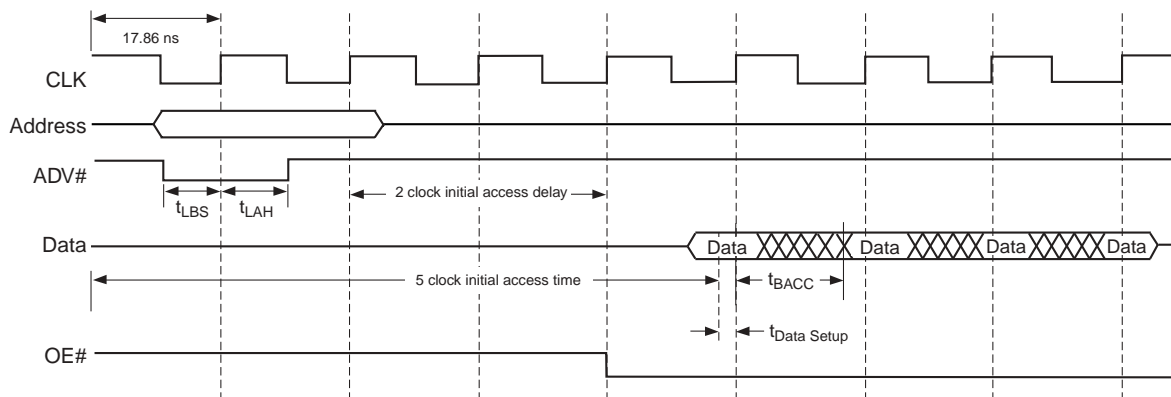 17.86 ns
CLK
Address
ADV#
tLBS
tLAH
2 clock initial access delay
Data
Data
Data
Data
Data
5 clock initial access time
tBACC
tData Setup
OE#